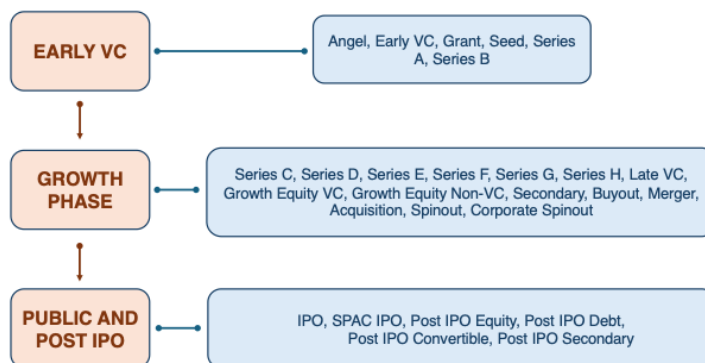 EARLY VC
Angel, Early VC, Grant, Seed, Series
A, Series B
GROWTH
PHASE
Series C, Series D, Series E, Series F, Series G, Series H, Late VC,
Growth Equity VC, Growth Equity Non-VC, Secondary, Buyout, Merger,
Acquisition, Spinout, Corporate Spinout
PUBLIC AND
POST IPO
IPO, SPAC IPO, Post IPO Equity, Post IPO Debt,
Post IPO Convertible, Post IPO Secondary